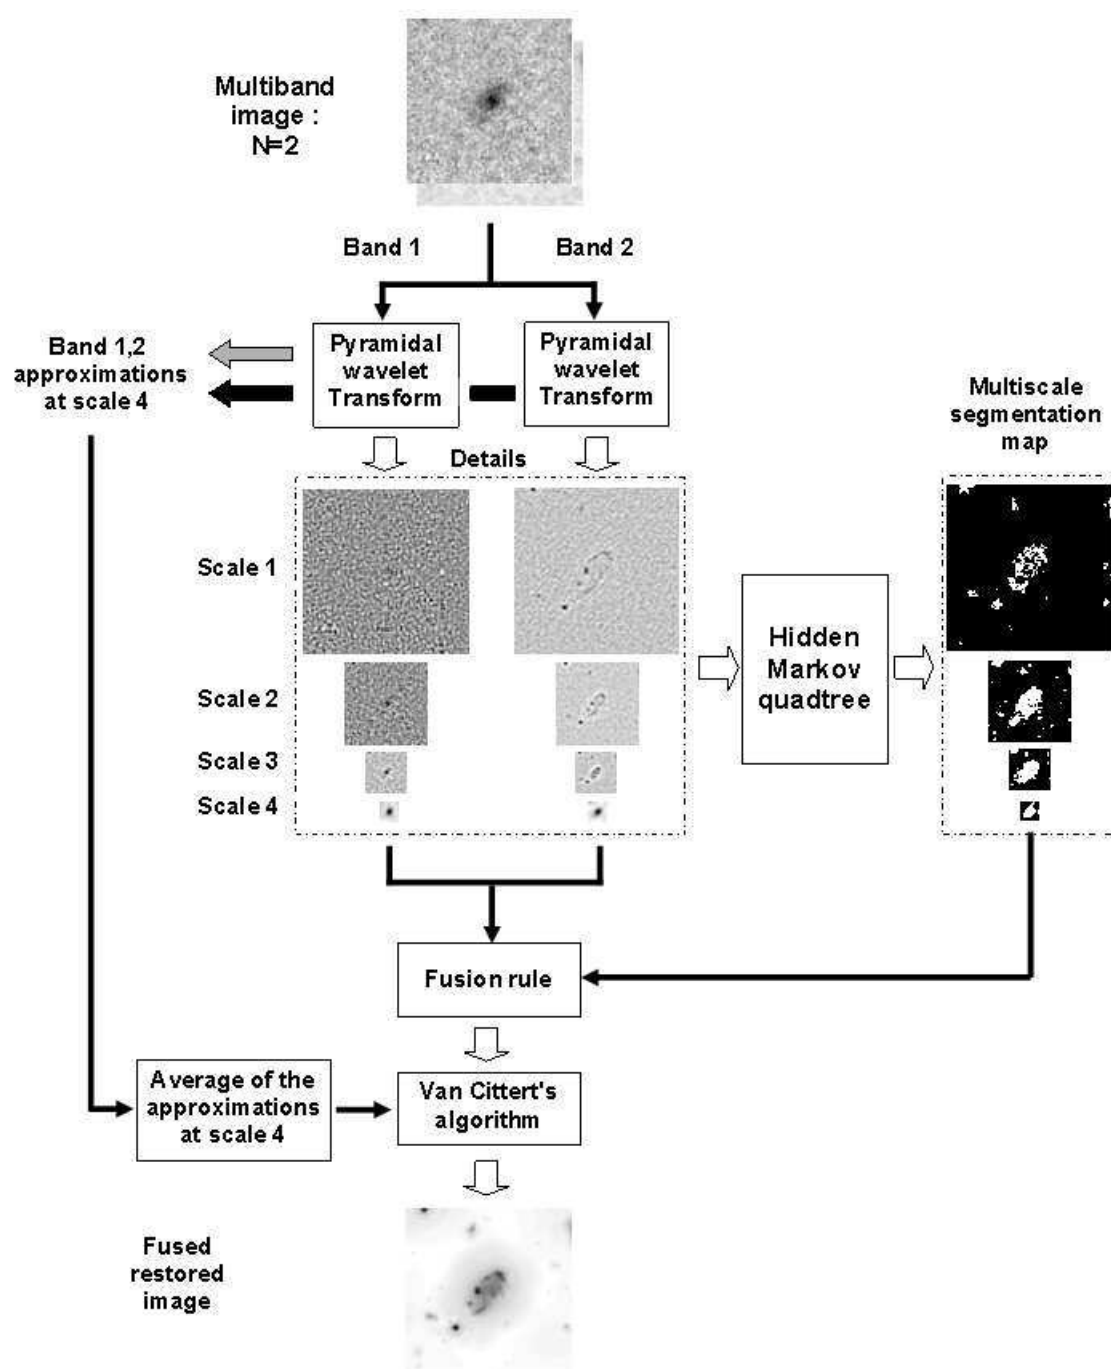 Multiband
image :
N=2
Band 1
Band 2
Band 1,2
approximations
at scale 4
Pyramidal
wavelet
Transform
Pyramidal
wavelet
Transform
Multiscale
segmentation
map
Details
Scale 1
Scale 2
Scale 3
Scale 4
Hidden
Markov
quadtree
Fusion rule
Average of the
approximations
at scale 4
Van Cittert's
algorithm
Fused
restored
image